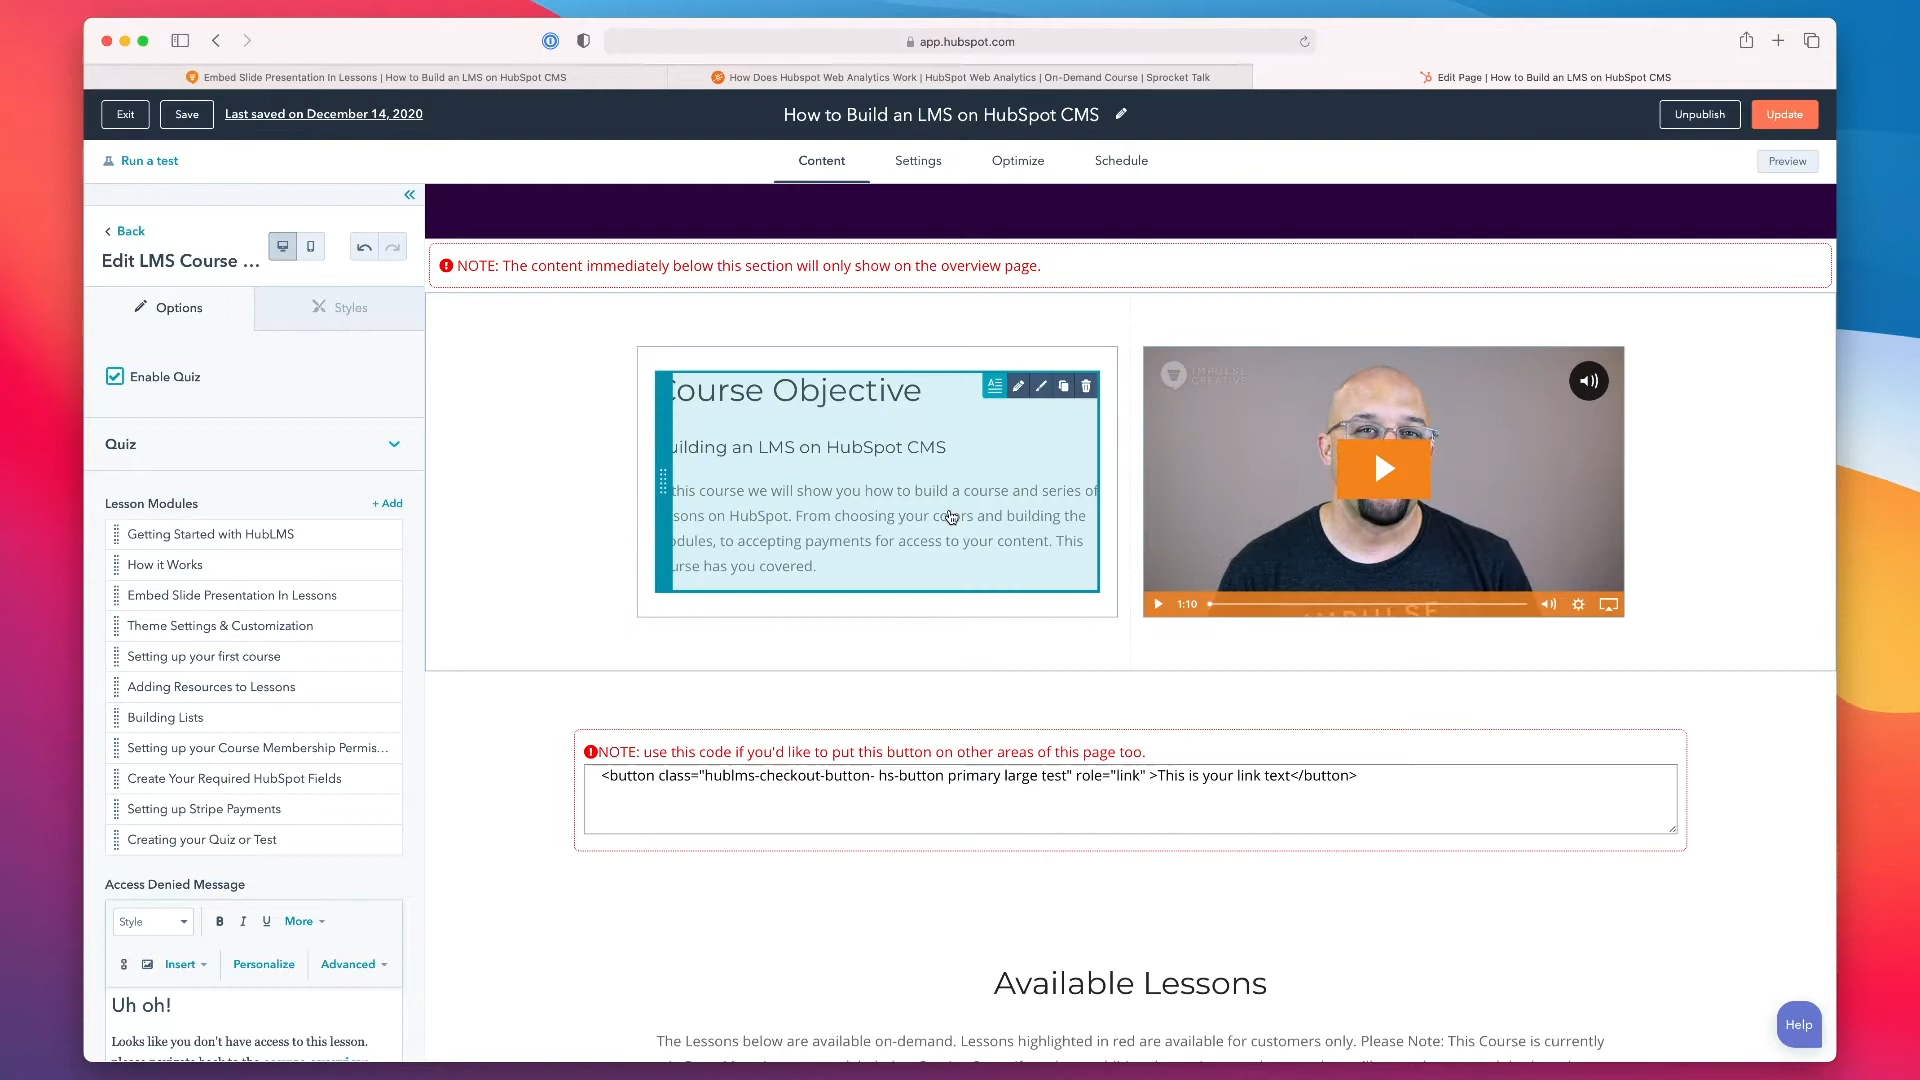 app.hubspot.com
Embed Slide Presentation In Lessons | How to Build an LMS on HubSpot CMS
How Does Hubspot Web Analytics Work | HubSpot Web Analytics | On-Demand Course | Sprocket Talk
Edit Page | How to Build an LMS on HubSpot CMS
Exit
Save
Last saved on December 14, 2020
How to Build an LMS on HubSpot CMS
Unpublish
Update
Run a test
Content
Settings
Optimize
Schedule
Preview
Back
Edit LMS Course ...
Options
Styles
Enable Quiz
Quiz
Lesson Modules
+ Add
Getting Started with HubLMS
How it Works
Embed Slide Presentation In Lessons
Theme Settings & Customization
Setting up your first course
Adding Resources to Lessons
Building Lists
Setting up your Course Membership Permis...
Create Your Required HubSpot Fields
Setting up Stripe Payments
Creating your Quiz or Test
Access Denied Message
Style
B I U More
Insert
Personalize
Advanced
Uh oh!
Looks like you don't have access to this lesson.
NOTE: The content immediately below this section will only show on the overview page.
Course Objective
uilding an LMS on HubSpot CMS
this course we will show you how to build a course and series of
sons on HubSpot. From choosing your colors and building the
odules, to accepting payments for access to your content. This
urse has you covered.
IMPULSE
CREATIVE
1:10
IMPULSE
NOTE: use this code if you'd like to put this button on other areas of this page too.
<button class="hublms-checkout-button- hs-button primary large test" role="link" >This is your link text</button>
Available Lessons
The Lessons below are available on-demand. Lessons highlighted in red are available for customers only. Please Note: This Course is currently
Help